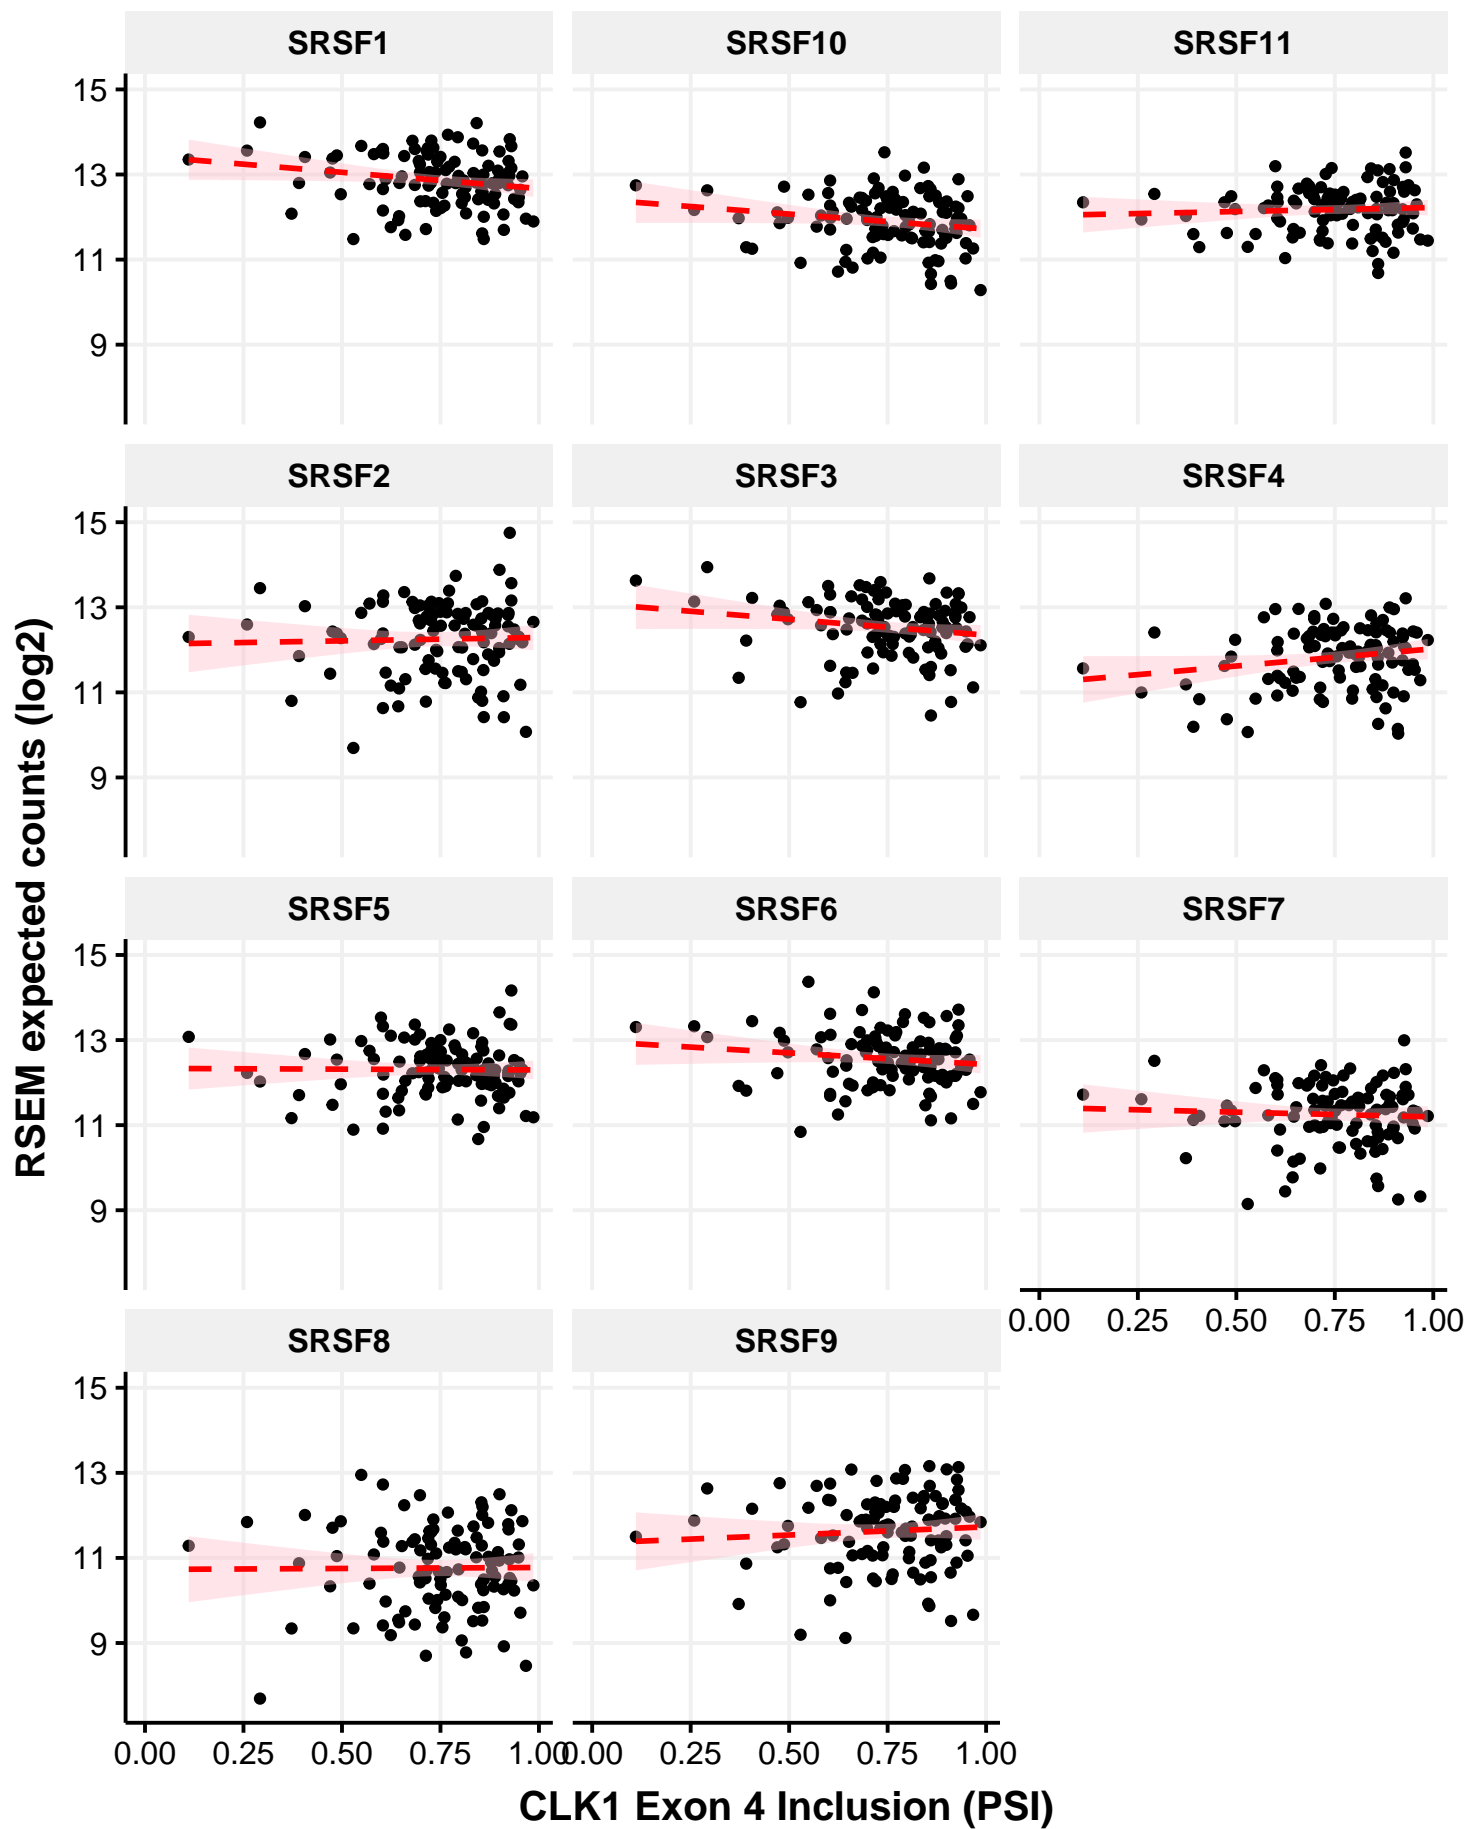 SRSF1 SRSF10 SRSF11
15
13
11
9
SRSF2 SRSF3 SRSF4
15
13
11
9
RSEM expected counts (log2)
SRSF5 SRSF6 SRSF7
15
13
11
9
0.00 0.25 0.50 0.75 1.00
SRSF8 SRSF9
15
13
11
9
0.00 0.25 0.50 0.75 1.00 0.00 0.25 0.50 0.75 1.00
CLK1 Exon 4 Inclusion (PSI)